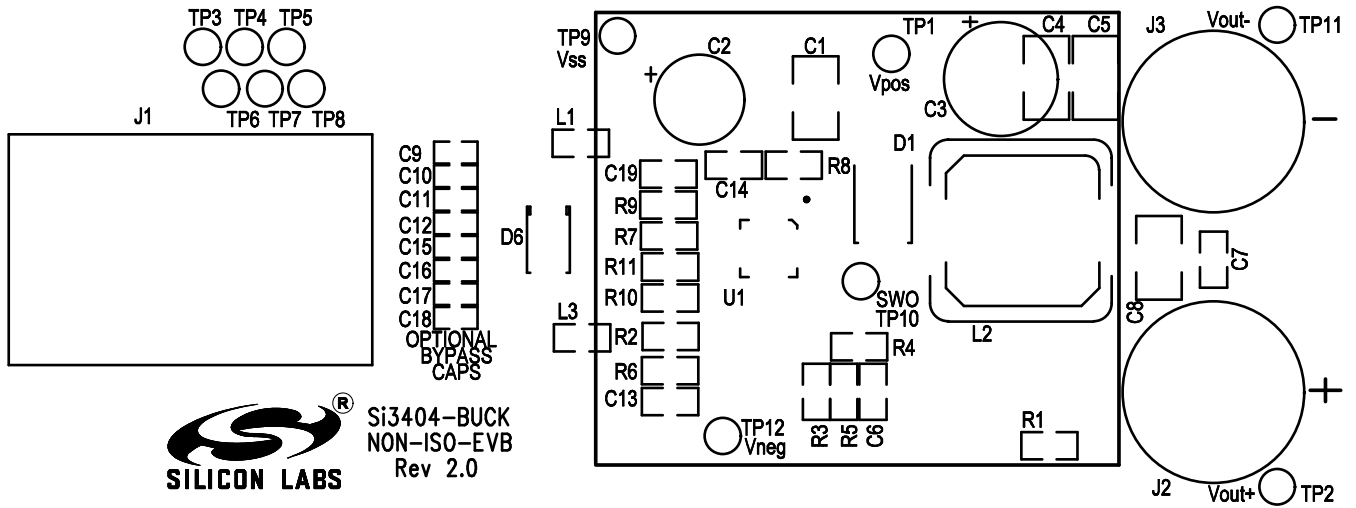 TP3 TP4 TP5
TP6 TP7 TP8
J1
C9
C10
C11
C12
C15
C16
C17
C18
OPTIONAL
BYPASS
CAPS
SILICON LABS
®
Si3404-BUCK
NON-ISO-EVB
Rev 2.0
D6
L1
L3
TP9
Vss
+
C2
C1
TP1
Vpos
+
C3
C4 C5
C19
R9
R7
R11
R10
R2
R6
C13
C14
R8
D1
U1
SWO
TP10
L2
R4
R3
R5
C6
TP12
Vneg
R1
J3
Vout-
TP11
−
C8
C7
+
J2
Vout+
TP2